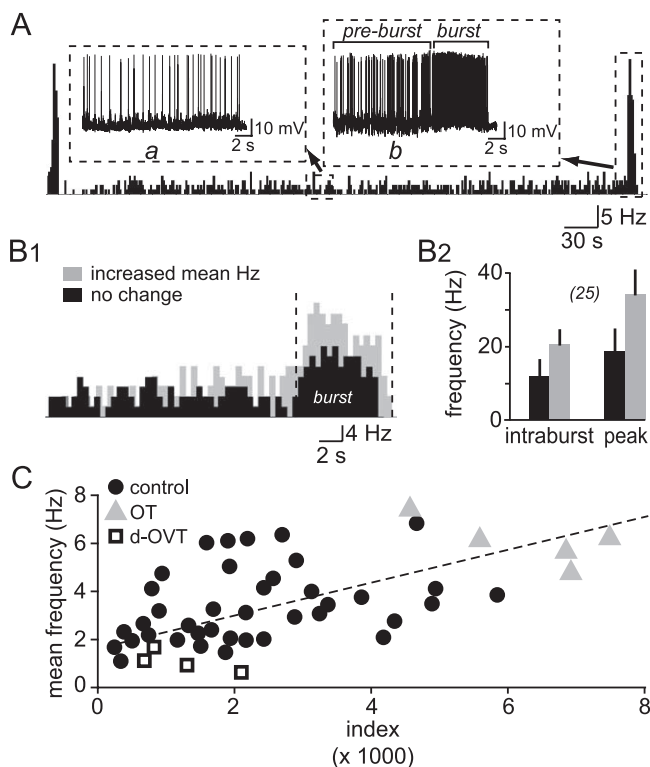 A
pre-burst burst
10 mV
2 s
a
10 mV
2 s
b
5 Hz
30 s
B1
increased mean Hz
no change
burst
4 Hz
2 s
B2
frequency (Hz)
40
20
0
(25)
intraburst peak
C
mean frequency (Hz)
8
6
4
2
0
control
OT
d-OVT
0 2 4 6 8
index
(x 1000)